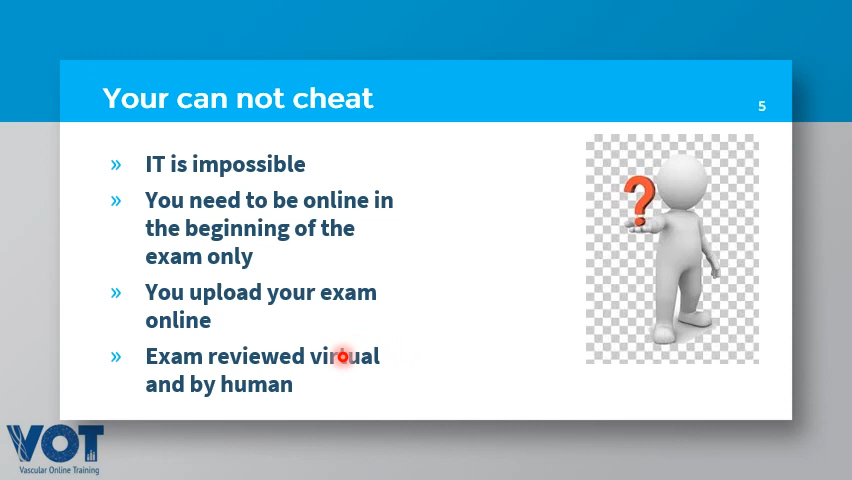 Your can not cheat
5
» IT is impossible
» You need to be online in
the beginning of the
exam only
» You upload your exam
online
» Exam reviewed virtual
and by human
?
VOT
Vascular Online Training